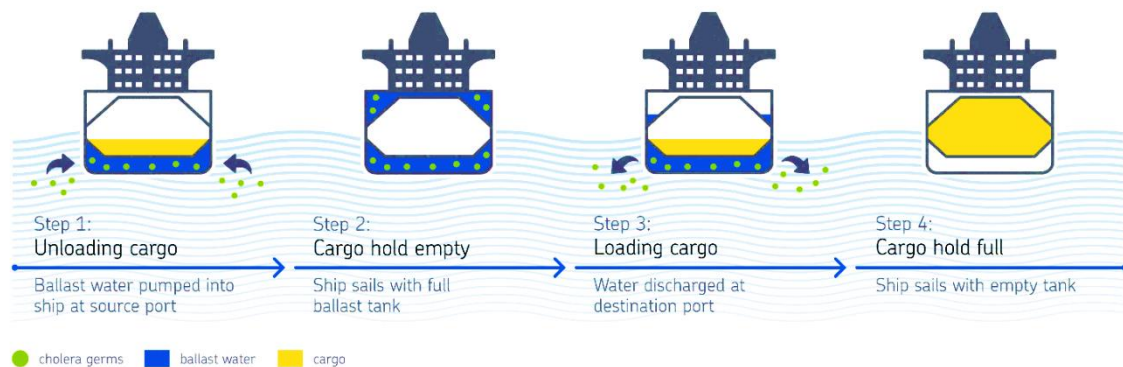 Step 1:
Unloading cargo
Ballast water pumped into
ship at source port
Step 2:
Cargo hold empty
Ship sails with full
ballast tank
Step 3:
Loading cargo
Water discharged at
destination port
Step 4:
Cargo hold full
Ship sails with empty tank
cholera germs
ballast water
cargo